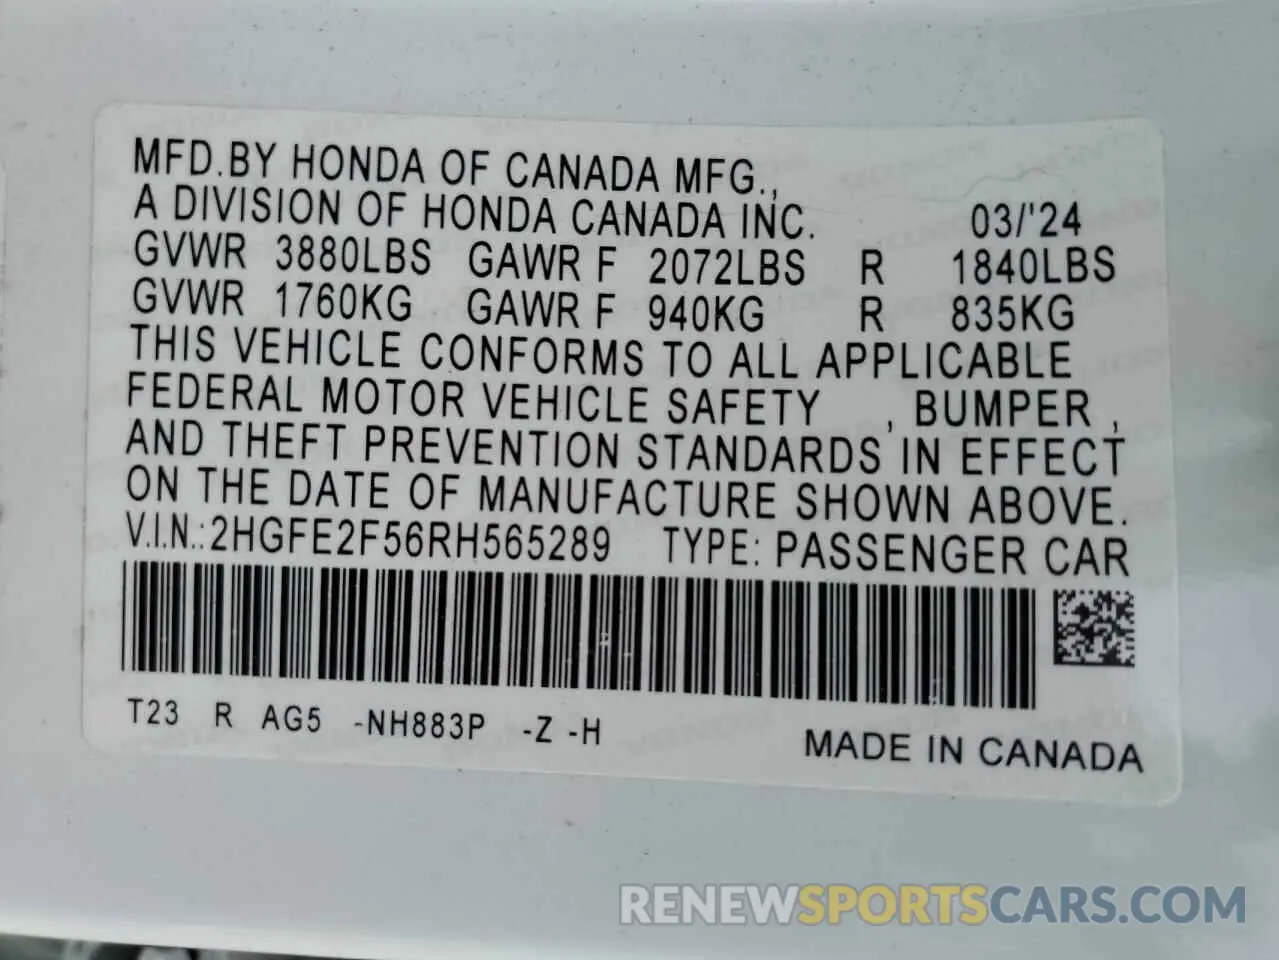 MFD.BY HONDA OF CANADA MFG.,
A DIVISION OF HONDA CANADA INC. 03/'24
GVWR 3880LBS GAWR F 2072LBS R 1840LBS
GVWR 1760KG GAWR F 940KG R 835KG
THIS VEHICLE CONFORMS TO ALL APPLICABLE
FEDERAL MOTOR VEHICLE SAFETY , BUMPER ,
AND THEFT PREVENTION STANDARDS IN EFFECT
ON THE DATE OF MANUFACTURE SHOWN ABOVE.
V.I.N.:2HGFE2F56RH565289 TYPE: PASSENGER CAR
T23 R AG5 -NH883P -Z -H
MADE IN CANADA
RENEWSPORTSCARS.COM